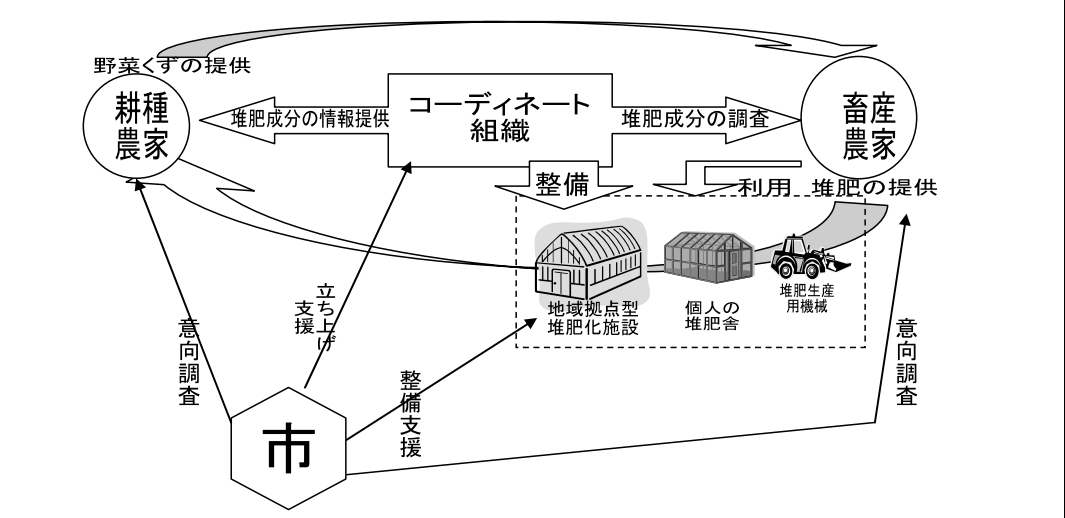 野菜くずの提供
耕種
農家
堆肥成分の情報提供
コーディネート
組織
堆肥成分の調査
畜産
農家
整備
利用
堆肥の提供
地域拠点型
堆肥化施設
個人の
堆肥舎
堆肥生産
用機械
意向調査
立ち上げ
支援
整備支援
意向調査
市